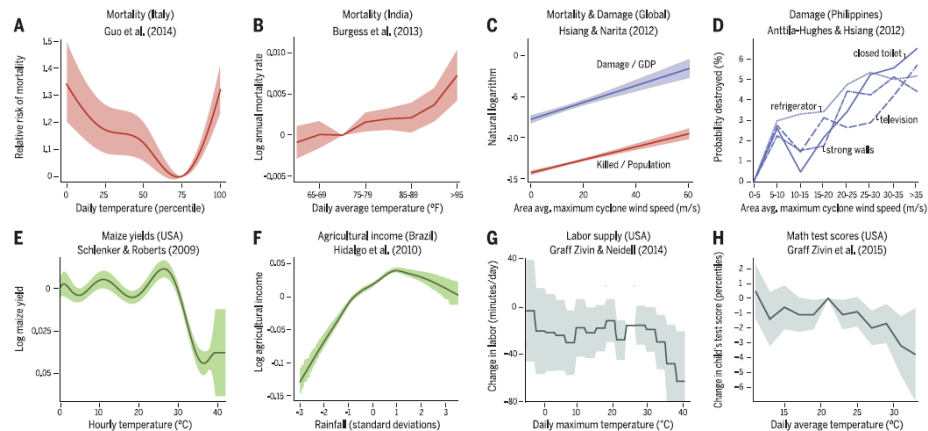 A
Mortality (Italy)
Guo et al. (2014)
Relative risk of mortality
1.5
1.4
1.3
1.2
1.1
1.0
0
25
50
75
100
Daily temperature (percentile)
B
Mortality (India)
Burgess et al. (2013)
Log annual mortality rate
0,010
0,005
0
-0,005
65-69
75-79
85-89
>95
Daily average temperature (°F)
C
Mortality & Damage (Global)
Hsiang & Narita (2012)
Natural logarithm
0
-5
-10
-15
Damage / GDP
Killed / Population
0
20
40
60
Area avg. maximum cyclone wind speed (m/s)
D
Damage (Philippines)
Anttila-Hughes & Hsiang (2012)
Probability destroyed (%)
6
5
4
3
2
1
0
closed toilet
refrigerator
television
strong walls
0-5
5-10
10-15
15-20
20-25
25-30
30-35
>35
Area avg. maximum cyclone wind speed (m/s)
E
Maize yields (USA)
Schlenker & Roberts (2009)
Log maize yield
0
0,025
0,05
0
10
20
30
40
Hourly temperature (°C)
F
Agricultural income (Brazil)
Hidalgo et al. (2010)
Log agricultural income
0.05
0
-0.05
-0.1
-0.15
-3
-2
-1
0
1
2
3
Rainfall (standard deviations)
G
Labor supply (USA)
Graff Zivin & Neidell (2014)
Change in labor (minutes/day)
40
0
-40
-80
0
10
20
30
40
Daily maximum temperature (°C)
H
Math test scores (USA)
Graff Zivin et al. (2015)
Change in child's test score (percentiles)
2
1
0
-1
-2
-3
-4
-5
-6
15
20
25
30
Daily average temperature (°C)